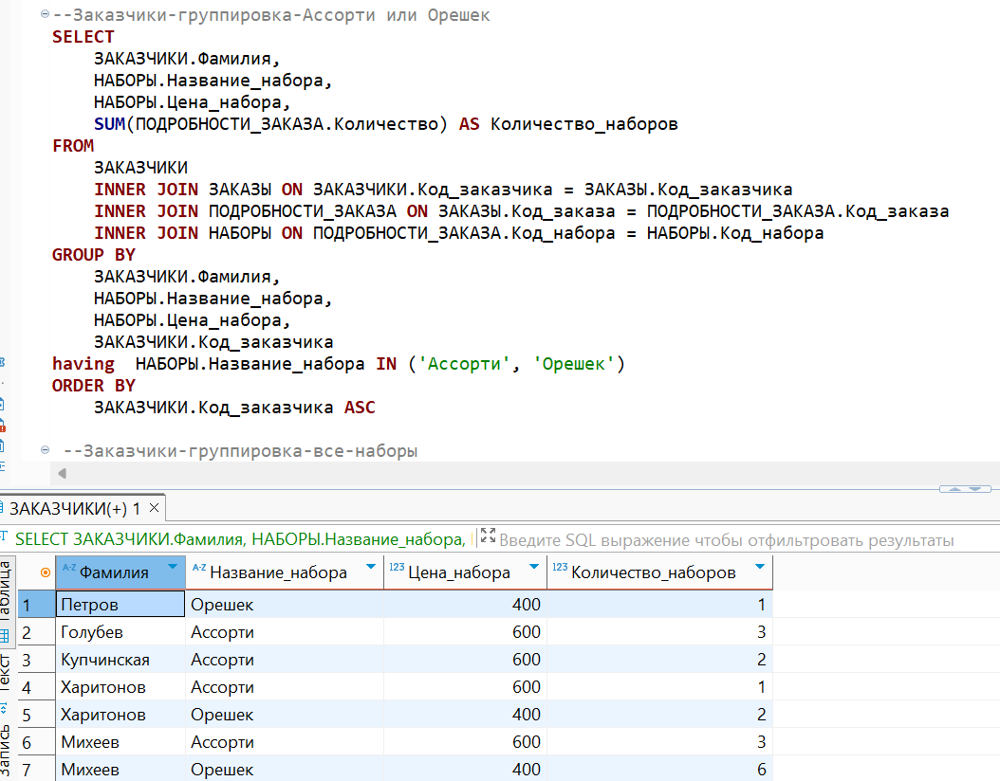 --Заказчики-группировка-Ассорти или Орешек
SELECT
ЗАКАЗЧИКИ.Фамилия,
НАБОРЫ.Название_набора,
НАБОРЫ.Цена_набора,
SUM(ПОДРОБНОСТИ_ЗАКАЗА.Количество) AS Количество_наборов
FROM
ЗАКАЗЧИКИ
INNER JOIN ЗАКАЗЫ ON ЗАКАЗЧИКИ.Код_заказчика = ЗАКАЗЫ.Код_заказчика
INNER JOIN ПОДРОБНОСТИ_ЗАКАЗА ON ЗАКАЗЫ.Код_заказа = ПОДРОБНОСТИ_ЗАКАЗА.Код_заказа
INNER JOIN НАБОРЫ ON ПОДРОБНОСТИ_ЗАКАЗА.Код_набора = НАБОРЫ.Код_набора
GROUP BY
ЗАКАЗЧИКИ.Фамилия,
НАБОРЫ.Название_набора,
НАБОРЫ.Цена_набора,
ЗАКАЗЧИКИ.Код_заказчика
having  НАБОРЫ.Название_набора IN ('Ассорти', 'Орешек')
ORDER BY
ЗАКАЗЧИКИ.Код_заказчика ASC
--Заказчики-группировка-все-наборы
ЗАКАЗЧИКИ(+) 1
SELECT ЗАКАЗЧИКИ.Фамилия, НАБОРЫ.Название_набора, Введите SQL выражение чтобы отфильтровать результаты
Таблица
Текст
Запись
A-Z Фамилия A-Z Название_набора 123 Цена_набора 123 Количество_наборов
1 Петров Орешек 400 1
2 Голубев Ассорти 600 3
3 Купчинская Ассорти 600 2
4 Харитонов Ассорти 600 1
5 Харитонов Орешек 400 2
6 Михеев Ассорти 600 3
7 Михеев Орешек 400 6